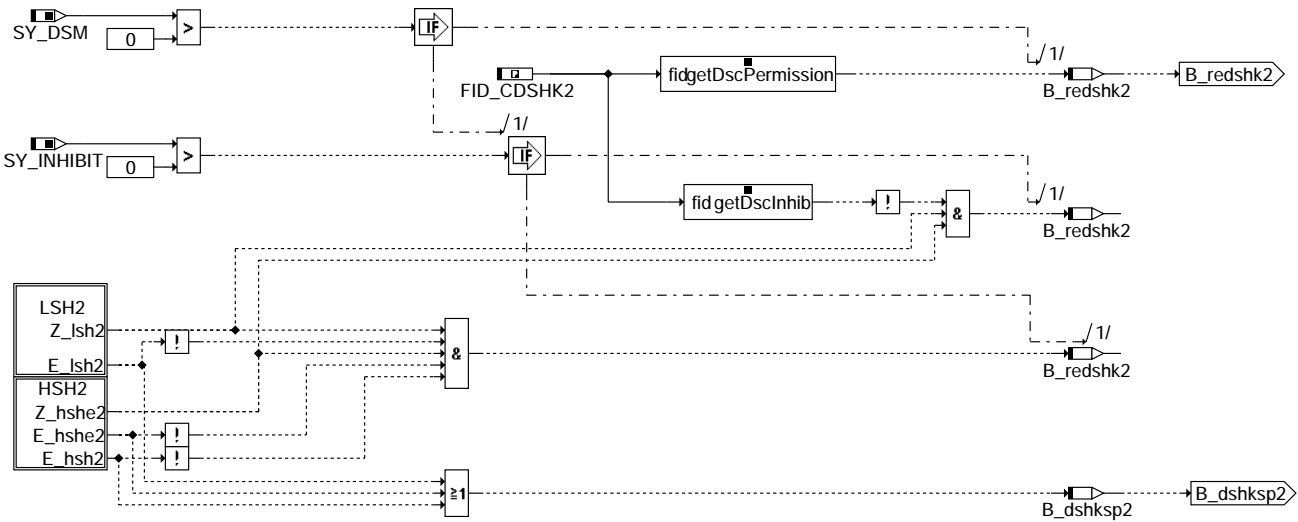 SY_DSM
0
>
IF
/1/
FID_CDSHK2
fidgetDscPermission
B_redshk2
B_redshk2
/1/
SY_INHIBIT
0
>
IF
/1/
fidgetDscInhib
!
&
B_redshk2
LSH2
Z_lsh2
!
E_lsh2
&
/1/
B_redshk2
HSH2
Z_hshe2
E_hshe2
!
E_hsh2
!
≧1
B_dshksp2
B_dshksp2